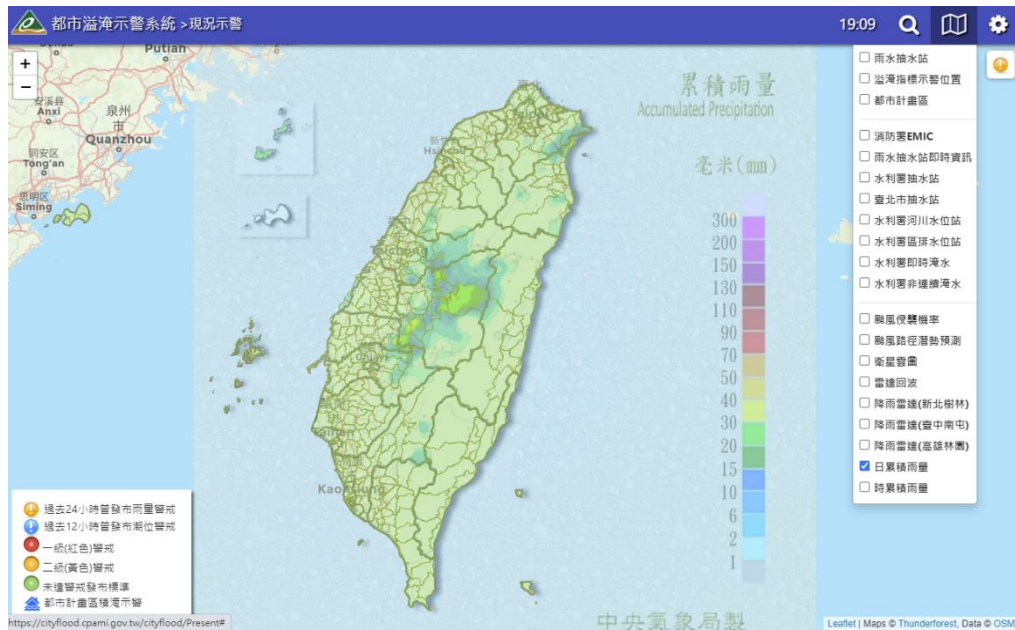 都市溢淹示警系統 >現況示警
19:09
+
−
Putian
安溪县
Anxi
泉州
市
Quanzhou
同安区
Tong'an
思明区
Siming
累積雨量
Accumulated Precipitation
毫米(mm)
300
200
150
130
110
90
70
50
40
30
20
15
10
6
2
1
中央氣象局製
雨水抽水站
溢淹指標示警位置
都市計畫區
消防署EMIC
雨水抽水站即時資訊
水利署抽水站
臺北市抽水站
水利署河川水位站
水利署區排水位站
水利署即時淹水
水利署非連續淹水
颱風侵襲機率
颱風路徑潛勢預測
衛星雲圖
雷達回波
降雨雷達(新北樹林)
降雨雷達(臺中南屯)
降雨雷達(高雄林園)
日累積雨量
時累積雨量
過去24小時曾發布雨量警戒
過去12小時曾發布潮位警戒
一級(紅色)警戒
二級(黃色)警戒
未達警戒發布標準
都市計畫區積淹示警
https://cityflood.cpami.gov.tw/cityflood/Present#
Leaflet | Maps © Thunderforest, Data © OSM